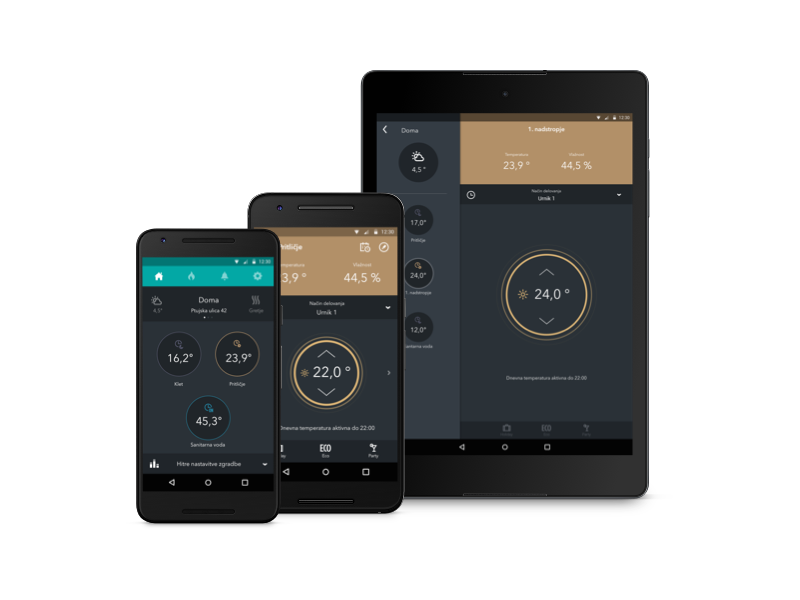 12:30
Doma
Ptujska ulica 42
4,5°
Gretje
16,2°
Klet
23,9°
Pritličje
45,3°
Sanitarna voda
Hitre nastavitve zgradbe
12:30
Pritličje
Vlažnost
44,5 %
Način delovanja
Urnik 1
22,0 °
Dnevna temperatura aktivna do 22:00
ECO
Eco
Party
12:30
Doma
4,5 °
17,0°
Pritličje
24,0°
1. nadstropje
12,0°
Sanitarna voda
1. nadstropje
Temperatura
Vlažnost
23,9 °
44,5 %
Način delovanja
Urnik 1
24,0 °
Dnevna temperatura aktivna do 22:00
ECO
Eco
Party